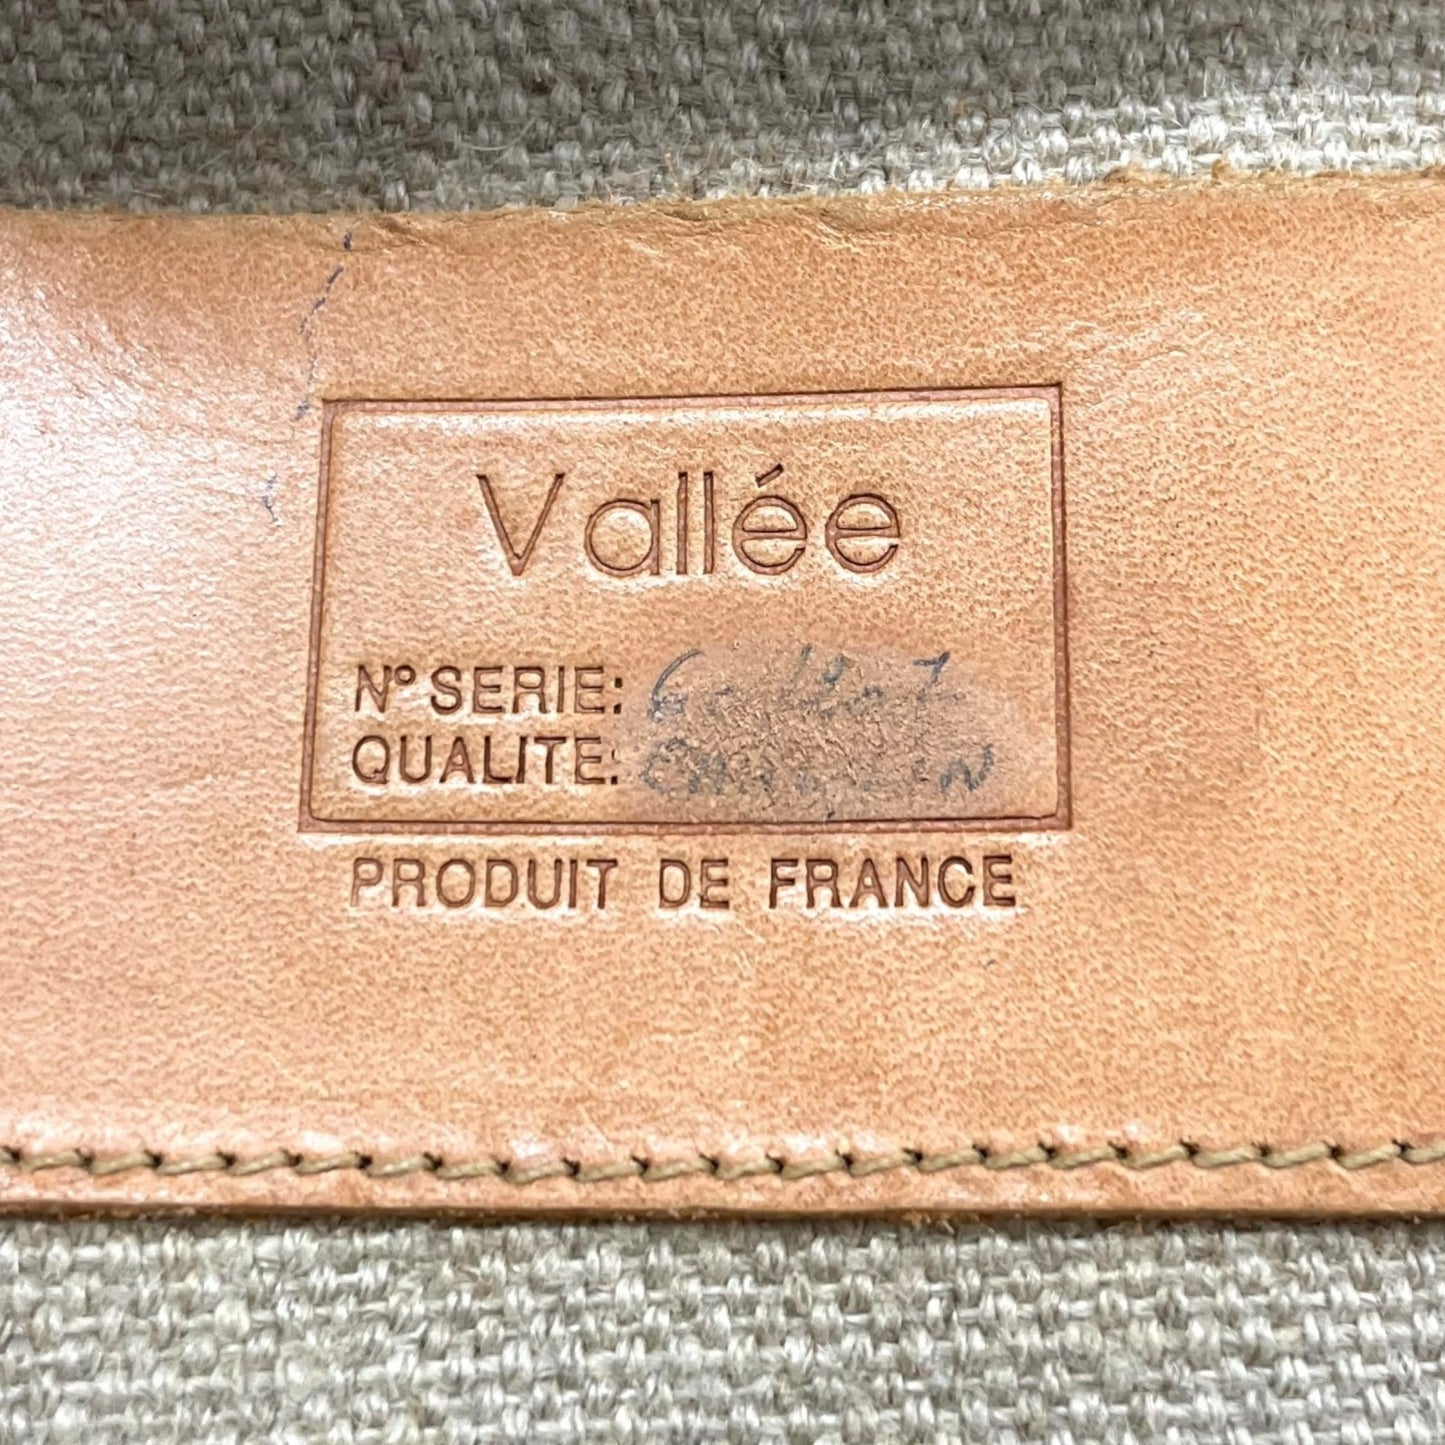 Vallée
N° SERIE:
QUALITE:
PRODUIT DE FRANCE